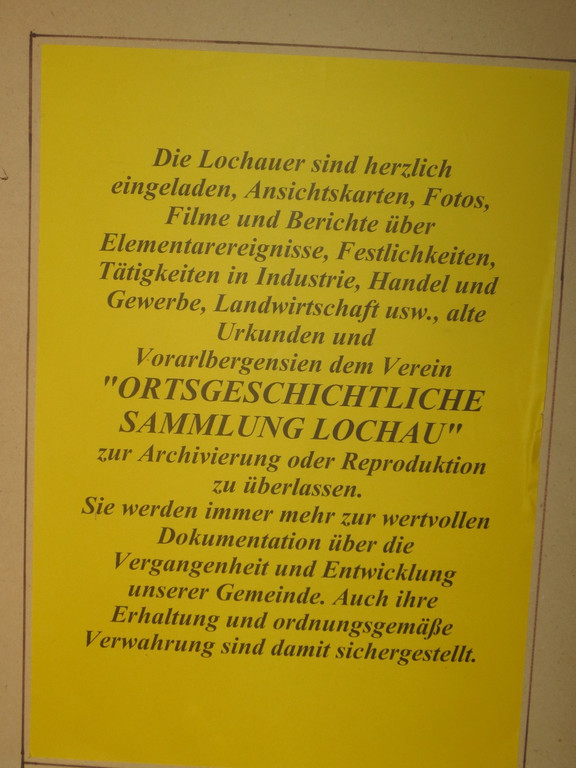 Die Lochauer sind herzlich
eingeladen, Ansichtskarten, Fotos,
Filme und Berichte über
Elementarereignisse, Festlichkeiten,
Tätigkeiten in Industrie, Handel und
Gewerbe, Landwirtschaft usw., alte
Urkunden und
Vorarlbergensien dem Verein
"ORTSGESCHICHTLICHE
SAMMLUNG LOCHAU"
zur Archivierung oder Reproduktion
zu überlassen.
Sie werden immer mehr zur wertvollen
Dokumentation über die
Vergangenheit und Entwicklung
unserer Gemeinde. Auch ihre
Erhaltung und ordnungsgemäße
Verwahrung sind damit sichergestellt.